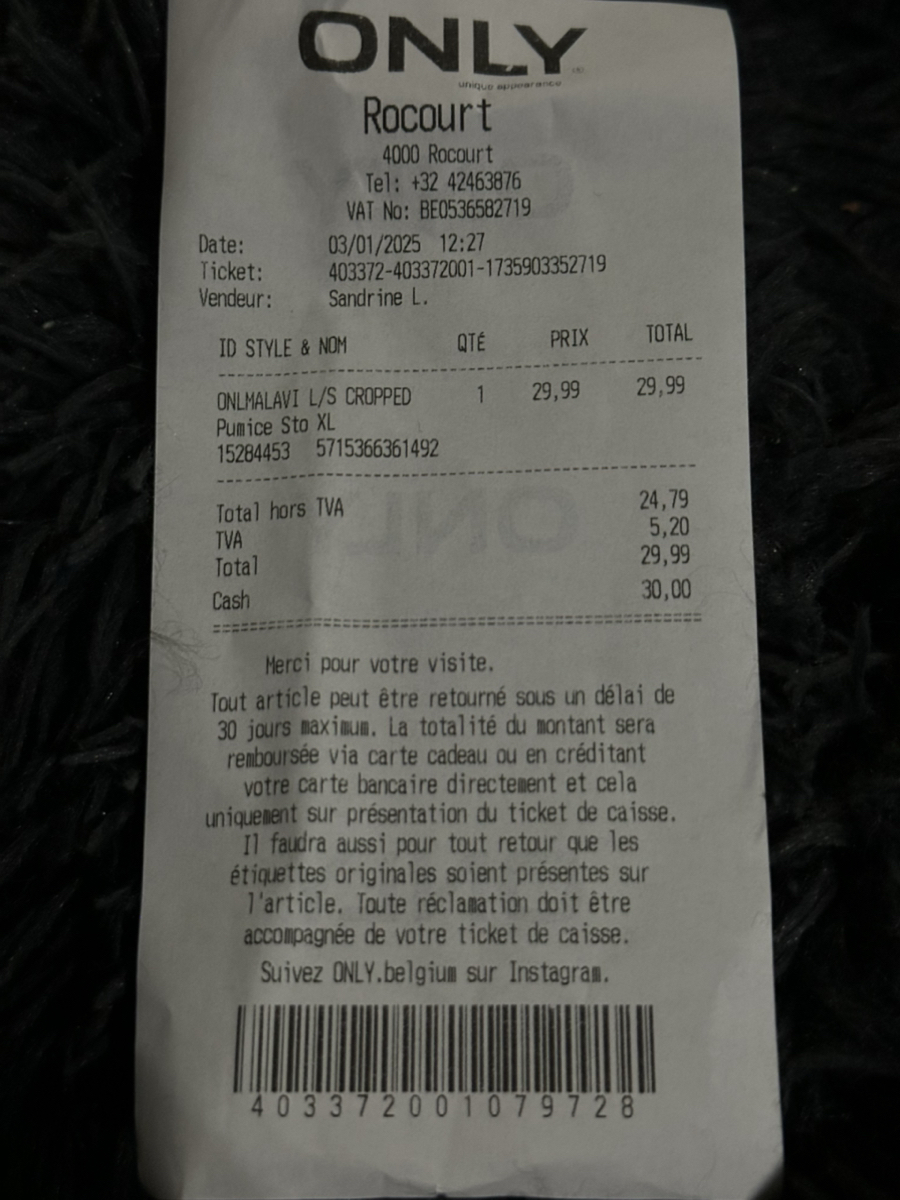 ONLY
unique appearance
Rocourt
4000 Rocourt
Tel: +32 42463876
VAT No: BE0536582719
Date: 03/01/2025 12:27
Ticket: 403372-403372001-1735903352719
Vendeur: Sandrine L.
ID STYLE & NOM QTÉ PRIX TOTAL
ONLMALAVI L/S CROPPED 1 29,99 29,99
Pumice Sto XL
15284453 5715366361492
Total hors TVA 24,79
TVA 5,20
Total 29,99
Cash 30,00
Merci pour votre visite.
Tout article peut être retourné sous un délai de
30 jours maximum. La totalité du montant sera
remboursée via carte cadeau ou en créditant
votre carte bancaire directement et cela
uniquement sur présentation du ticket de caisse.
Il faudra aussi pour tout retour que les
étiquettes originales soient présentes sur
l'article. Toute réclamation doit être
accompagnée de votre ticket de caisse.
Suivez ONLY.belgium sur Instagram.
403372001079728